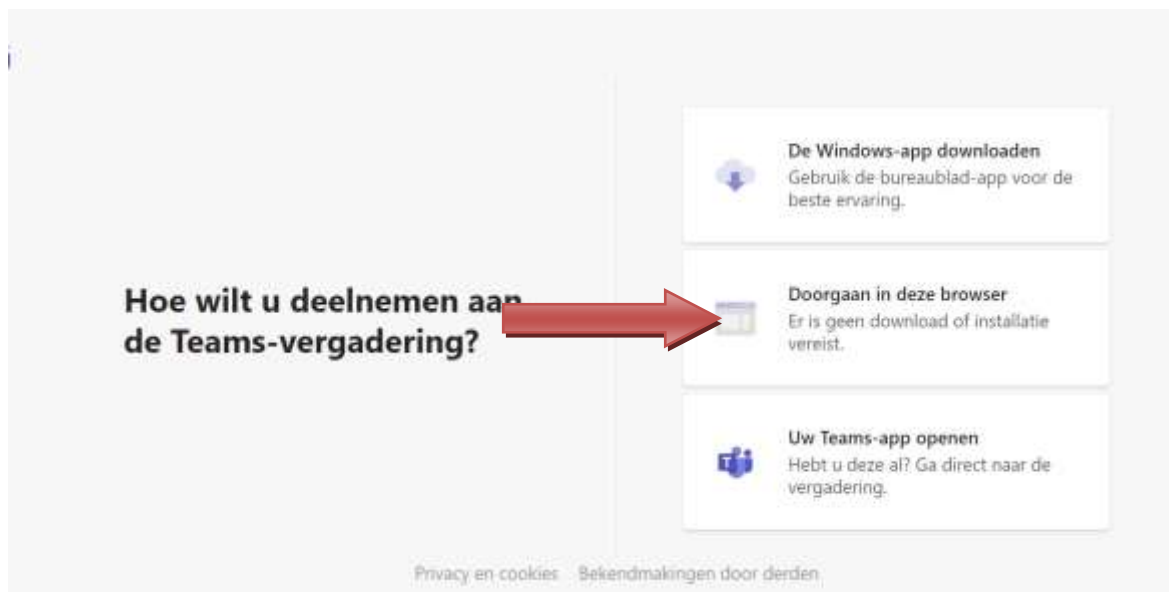 Hoe wilt u deelnemen aan
de Teams-vergadering?
De Windows-app downloaden
Gebruik de bureaublad-app voor de
beste ervaring.
Doorgaan in deze browser
Er is geen download of installatie
vereist.
Uw Teams-app openen
Hebt u deze al? Ga direct naar de
vergadering.
Privacy en cookies Bekendmakingen door derden